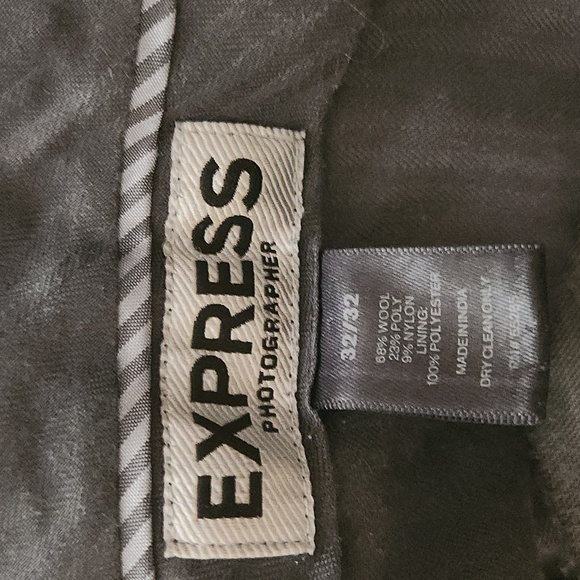 EXPRESS
PHOTOGRAPHER
32/32
68% WOOL
23% POLY
9% NYLON
LINING:
100% POLYESTER
MADE IN INDIA
DRY CLEAN ONLY